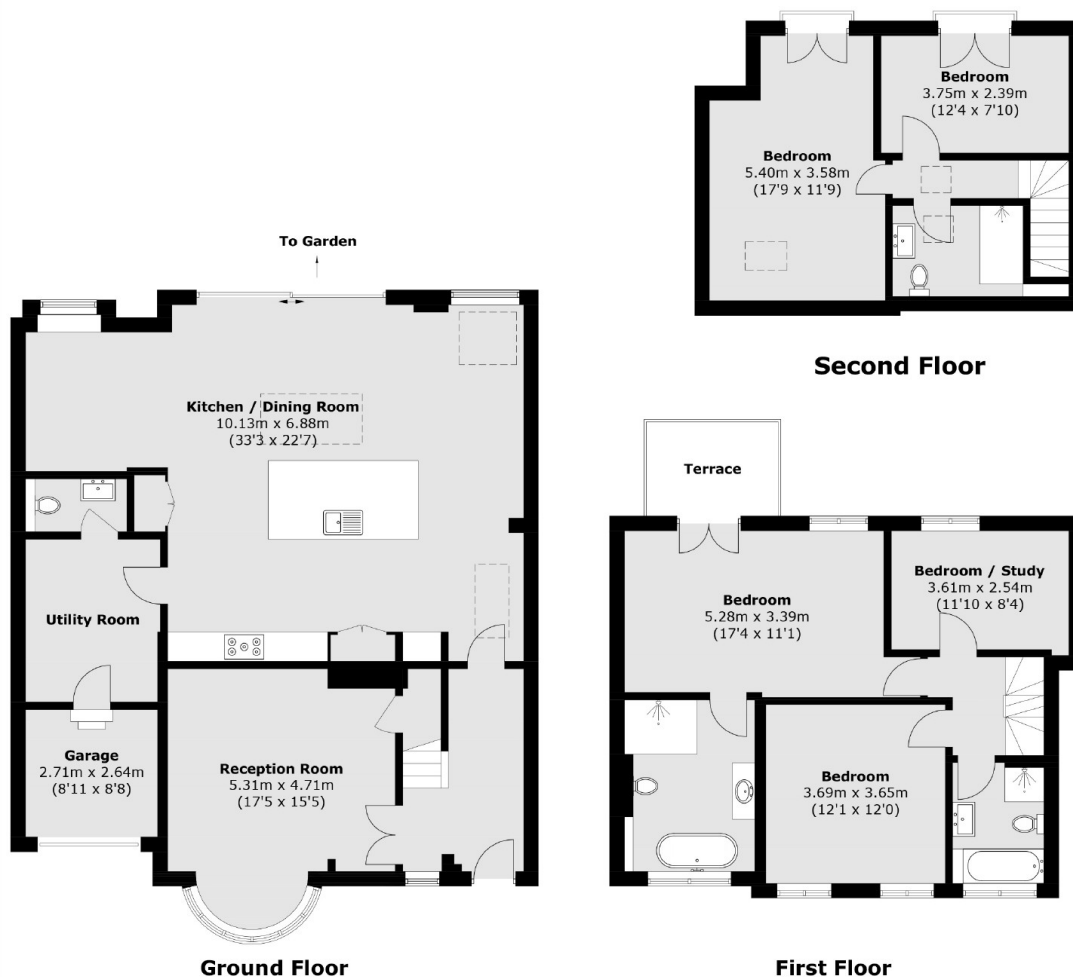 To Garden
Kitchen / Dining Room
10.13m x 6.88m
(33'3 x 22'7)
Utility Room
Garage
2.71m x 2.64m
(8'11 x 8'8)
Reception Room
5.31m x 4.71m
(17'5 x 15'5)
Ground Floor
Bedroom
3.75m x 2.39m
(12'4 x 7'10)
Bedroom
5.40m x 3.58m
(17'9 x 11'9)
Second Floor
Terrace
Bedroom / Study
3.61m x 2.54m
(11'10 x 8'4)
Bedroom
5.28m x 3.39m
(17'4 x 11'1)
Bedroom
3.69m x 3.65m
(12'1 x 12'0)
First Floor